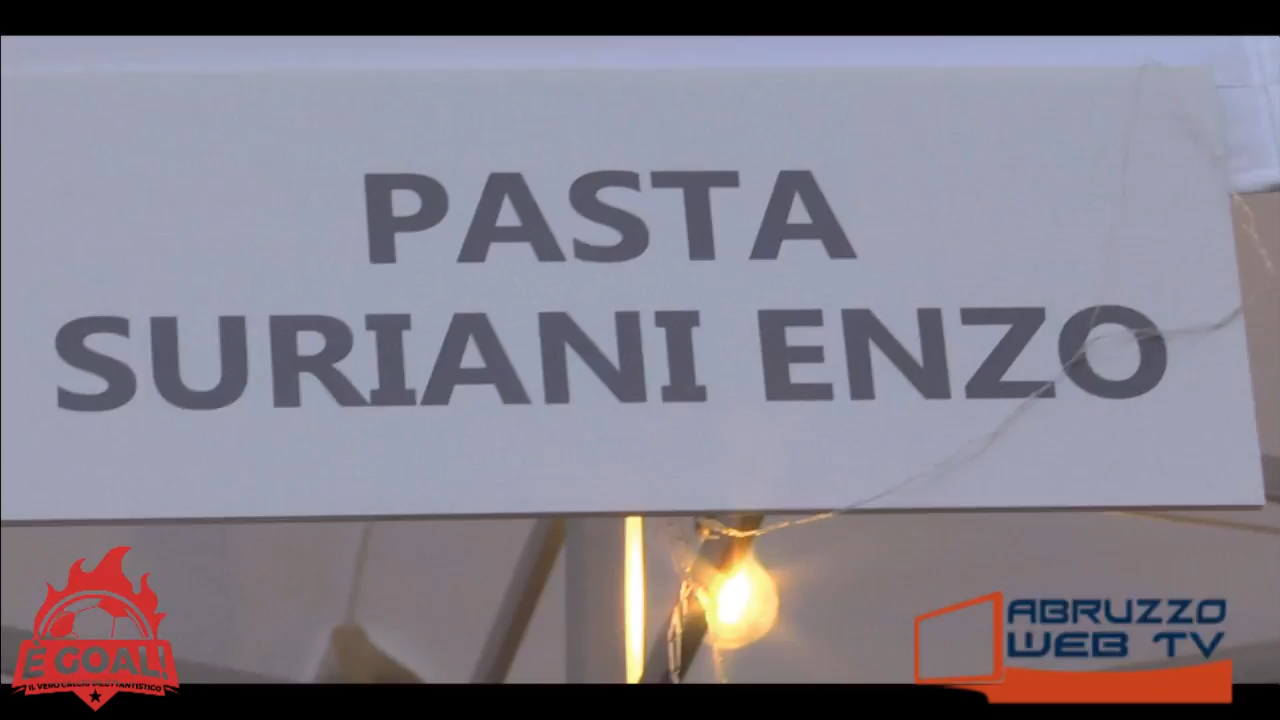 PASTA
SURIANI ENZO
È GOAL!
IL VERO CALCIO DILETTANTISTICO
ABRUZZO
WEB TV